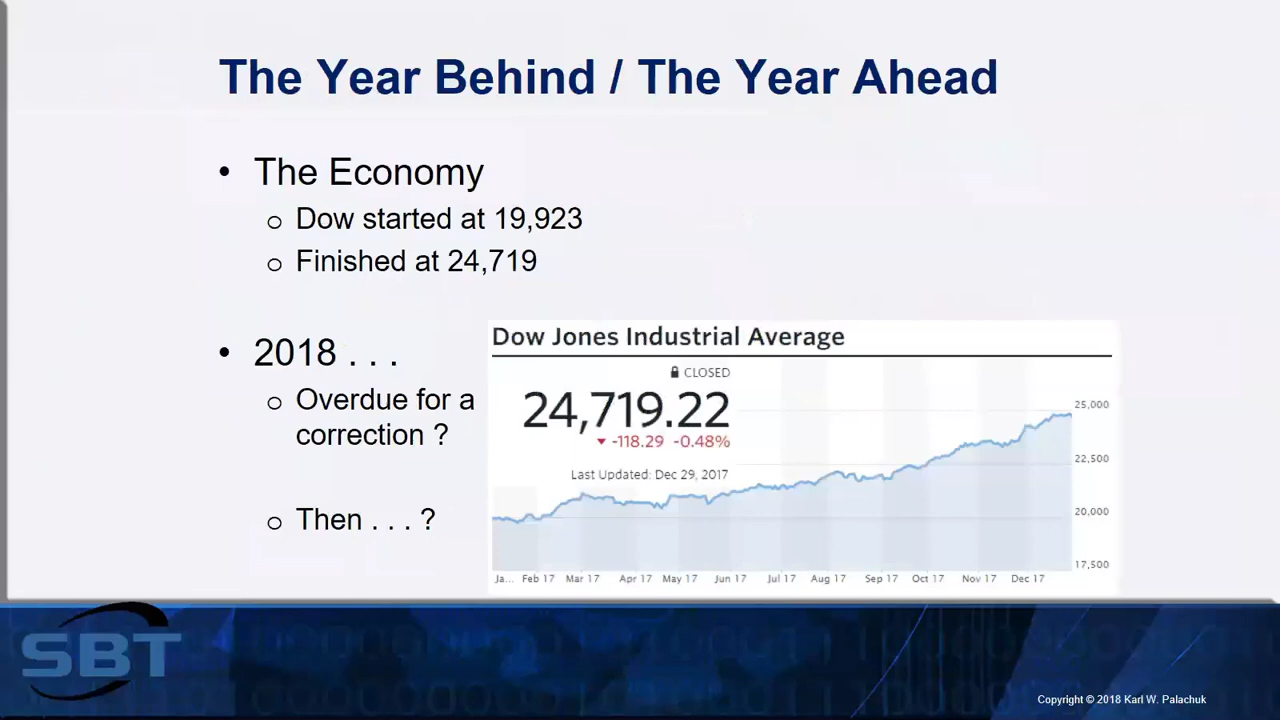 The Year Behind / The Year Ahead
• The Economy
o Dow started at 19,923
o Finished at 24,719
• 2018 . . .
o Overdue for a
correction ?
o Then . . . ?
Dow Jones Industrial Average
CLOSED
24,719.22
▼ -118.29 -0.48%
Last Updated: Dec 29, 2017
25,000
22,500
20,000
17,500
Ja... Feb 17 Mar 17 Apr 17 May 17 Jun 17 Jul 17 Aug 17 Sep 17 Oct 17 Nov 17 Dec 17
SBT
Copyright © 2018 Karl W. Palachuk